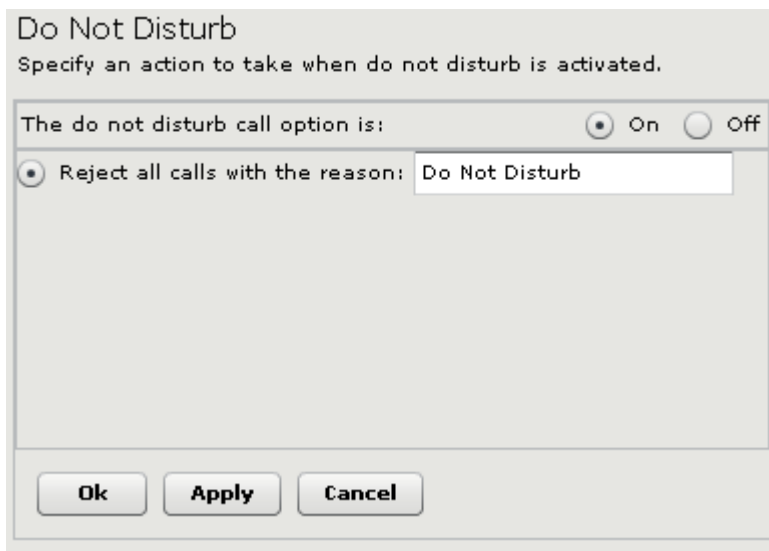 Do Not Disturb
Specify an action to take when do not disturb is activated.
The do not disturb call option is: On Off
Reject all calls with the reason: Do Not Disturb
Ok Apply Cancel